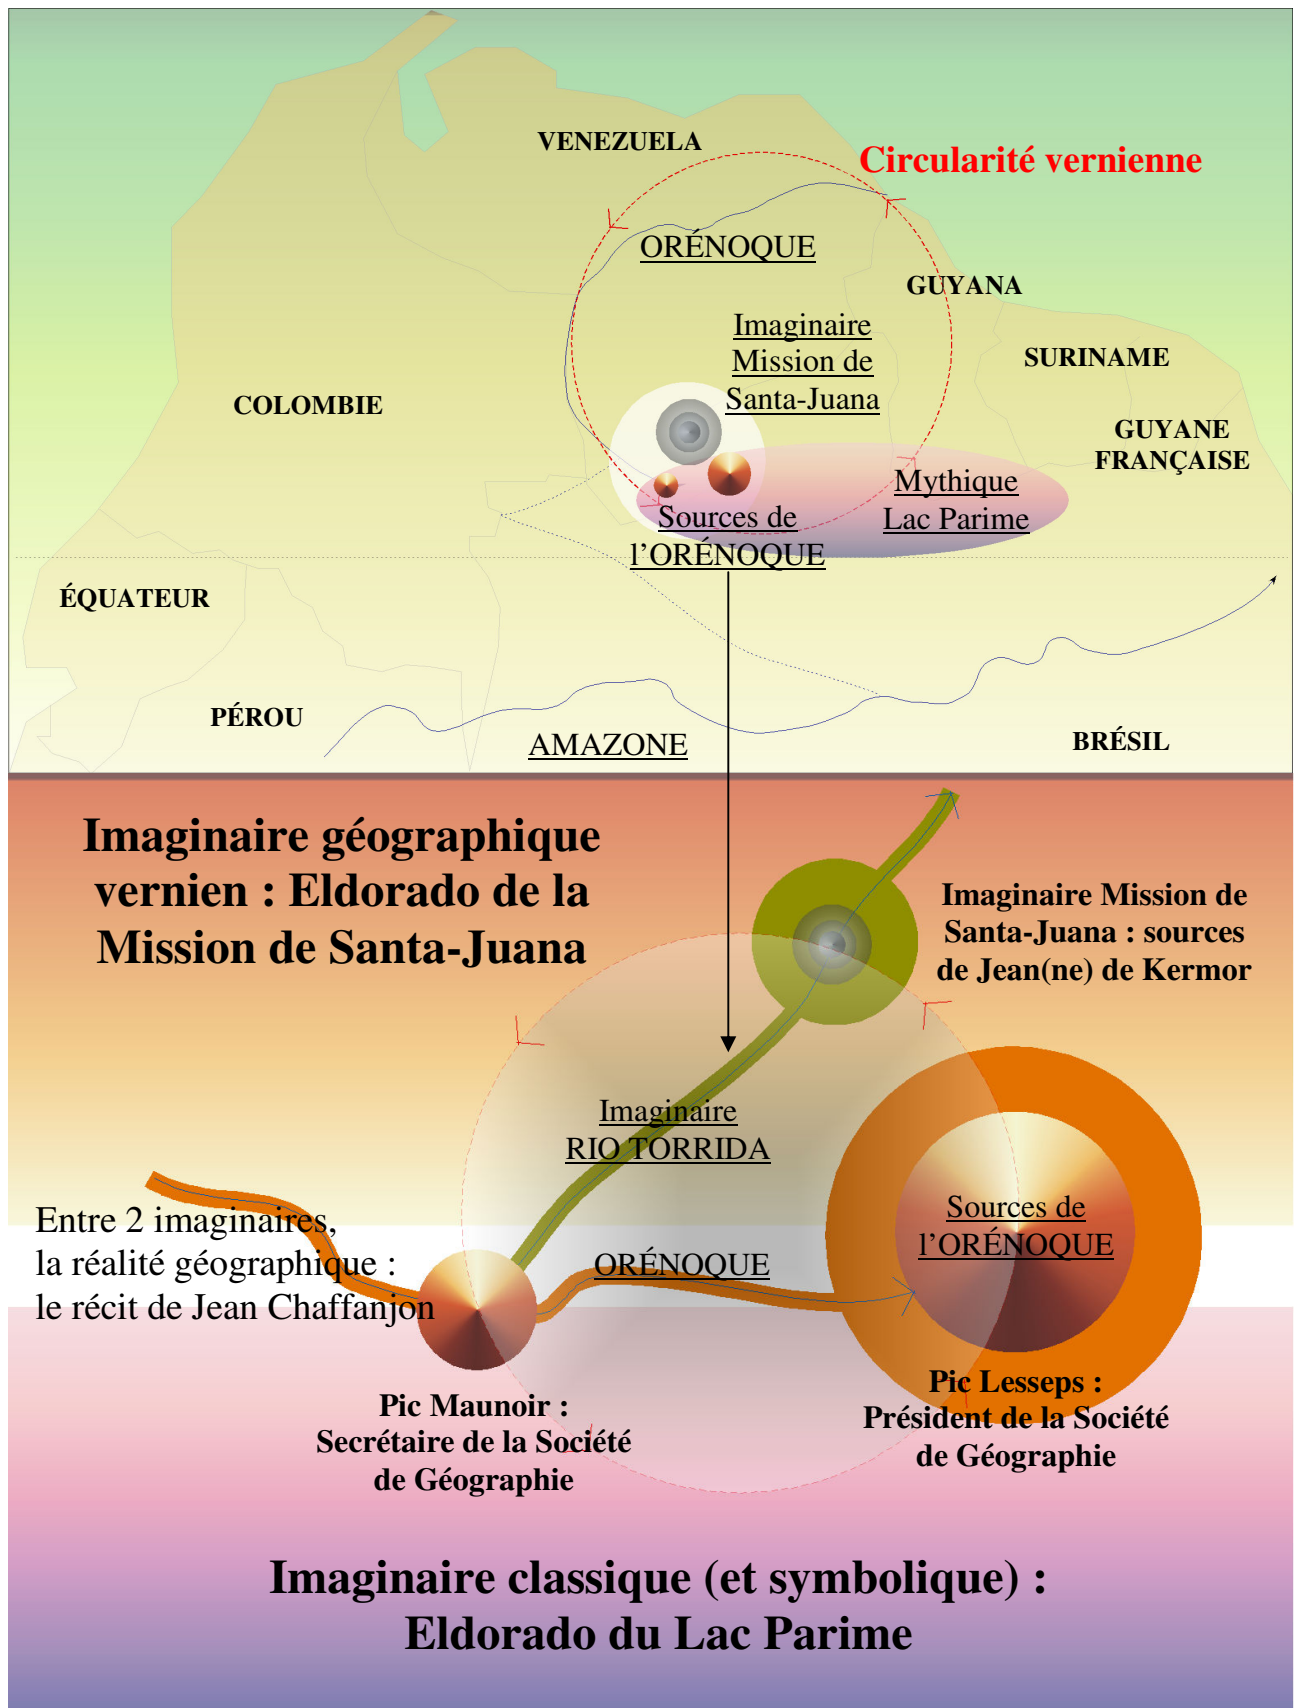 VENEZUELA
Circularité vernienne
ORÉNOQUE
GUYANA
Imaginaire
Mission de
Santa-Juana
SURINAME
COLOMBIE
GUYANE
FRANÇAISE
Mythique
Lac Parime
Sources de
l’ORÉNOQUE
ÉQUATEUR
PÉROU
AMAZONE
BRÉSIL
Imaginaire géographique
vernien : Eldorado de la
Mission de Santa-Juana
Imaginaire Mission de
Santa-Juana : sources
de Jean(ne) de Kermor
Imaginaire
RIO TORRIDA
Sources de
l’ORÉNOQUE
Entre 2 imaginaires,
la réalité géographique :
le récit de Jean Chaffanjon
ORÉNOQUE
Pic Maunoir :
Secrétaire de la Société
de Géographie
Pic Lesseps :
Président de la Société
de Géographie
Imaginaire classique (et symbolique) :
Eldorado du Lac Parime